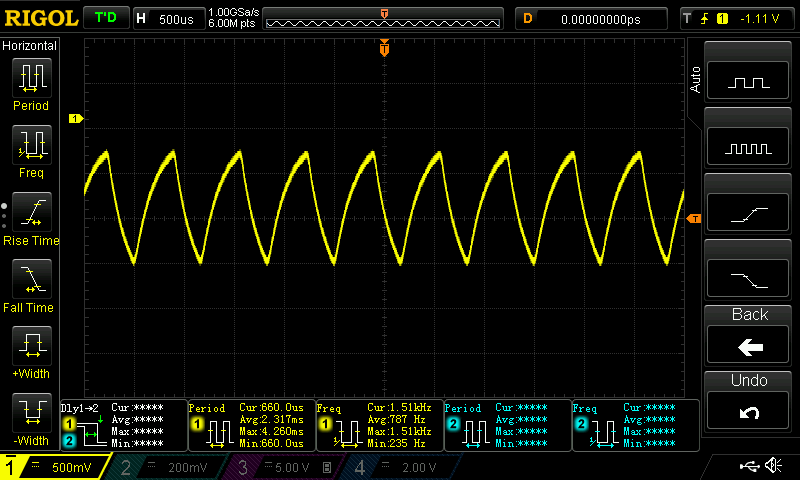 RIGOL T'D H 500us 1.00GSa/s
6.00M pts T D 0.00000000ps T 1 -1.11 V
Horizontal
Period
Freq
Rise Time
Fall Time
+Width
-Width
T
1
T
Auto
Back
Undo
Dly1→2 Cur:*****
1 Avg:*****
Max:*****
2 Min:*****
Period Cur:660.0us
1 Avg:2.317ms
Max:4.260ms
Min:660.0us
Freq Cur:1.51kHz
1 Avg:787 Hz
Max:1.51kHz
Min:235 Hz
Period Cur:*****
2 Avg:*****
Max:*****
Min:*****
Freq Cur:*****
2 Avg:*****
Max:*****
Min:*****
1 500mV 2 200mV 3 5.00 V B 4 2.00 V